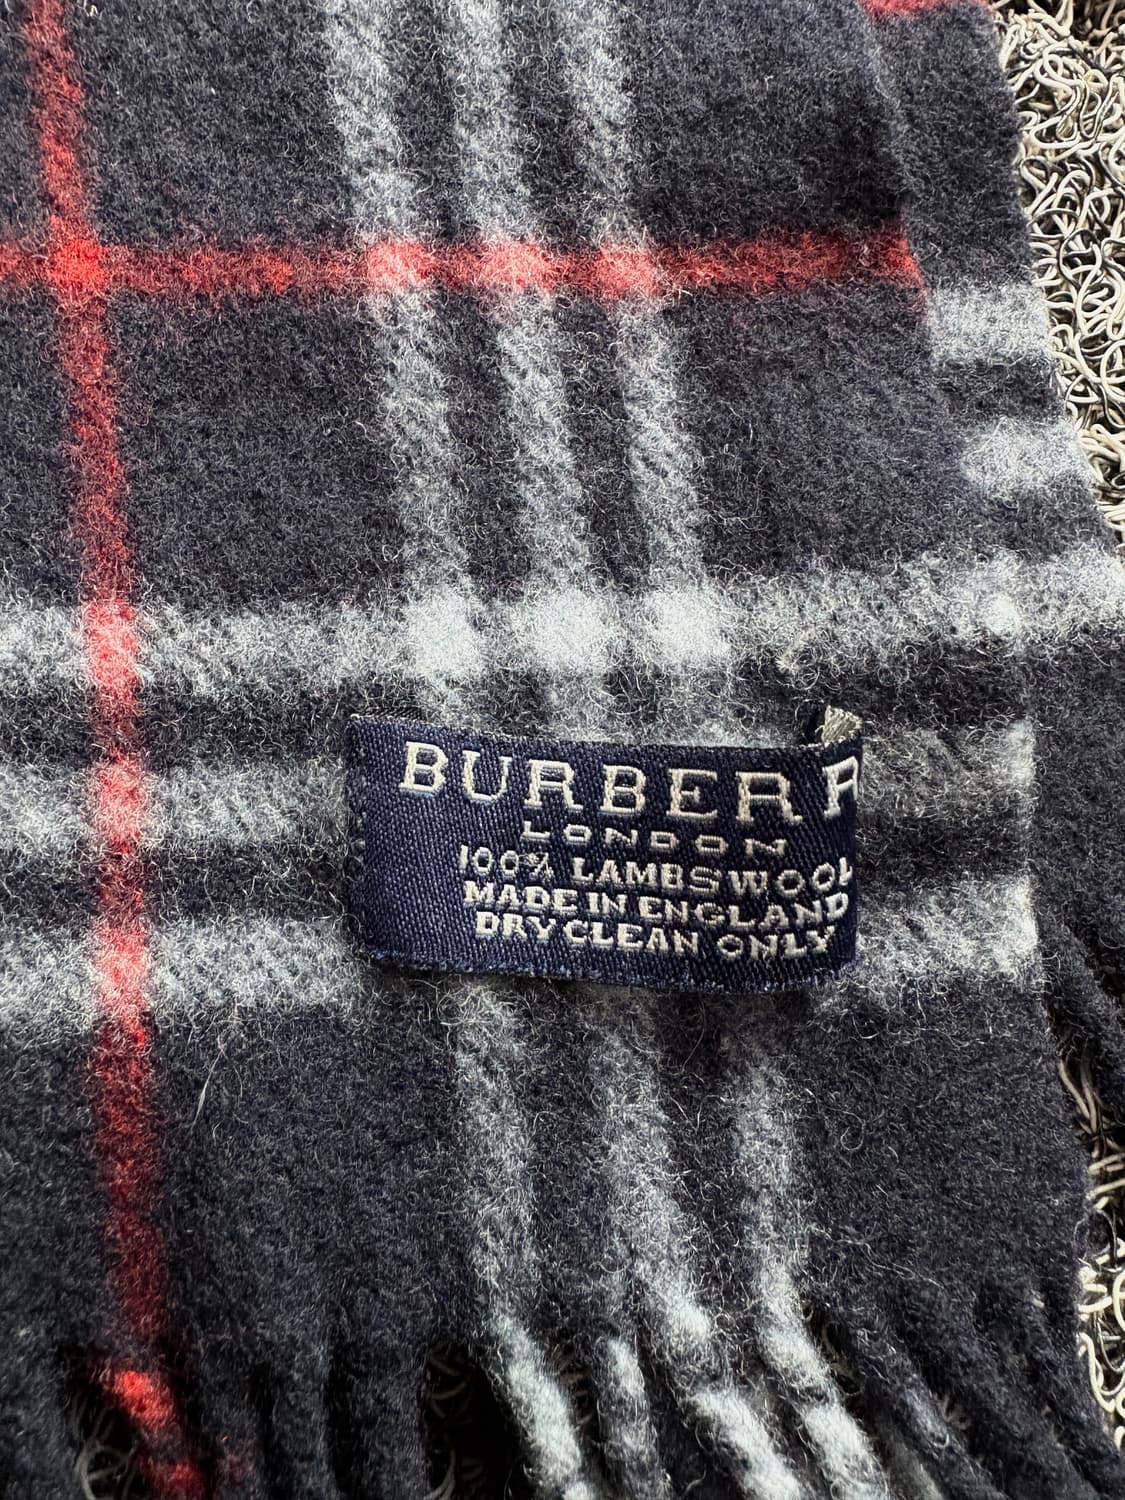 BURBERR
LONDON
100% LAMBSWOOL
MADE IN ENGLAND
DRY CLEAN ONLY